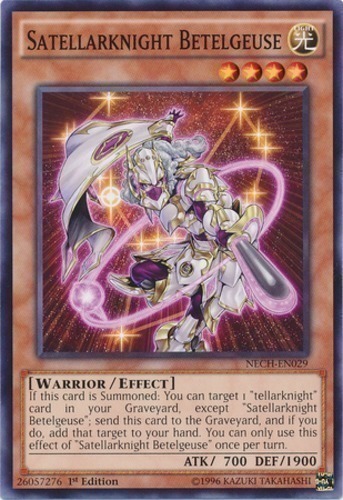 SATELLARKNIGHT BETELGEUSE
LIGHT
光
NECH-EN029
[WARRIOR / EFFECT]
If this card is Summoned: You can target 1 "tellarknight"
card in your Graveyard, except "Satellarknight
Betelgeuse"; send this card to the Graveyard, and if you
do, add that target to your hand. You can only use this
effect of "Satellarknight Betelgeuse" once per turn.
ATK / 700 DEF / 1900
26057276 1st Edition ©1996 KAZUKI TAKAHASHI